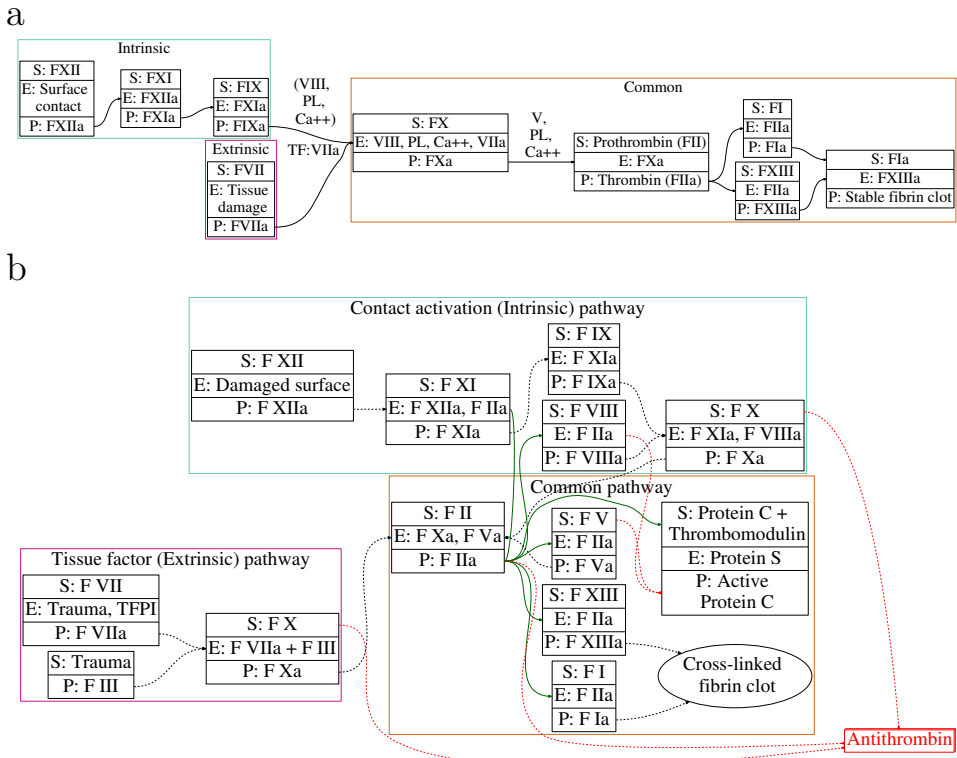 a
Intrinsic
S: FXII
E: Surface
contact
P: FXIIa
S: FXI
E: FXIIa
P: FXIa
S: FIX
E: FXIa
P: FIXa
(VIII,
PL,
Ca++)
TF:VIIa
Extrinsic
S: FVII
E: Tissue
damage
P: FVIIa
Common
S: FX
E: VIII, PL, Ca++, VIIa
P: FXa
V,
PL,
Ca++
S: Prothrombin (FII)
E: FXa
P: Thrombin (FIIa)
S: FI
E: FIIa
P: FIa
S: FXIII
E: FIIa
P: FXIIIa
S: FIa
E: FXIIIa
P: Stable fibrin clot
b
Contact activation (Intrinsic) pathway
S: F XII
E: Damaged surface
P: F XIIa
S: F XI
E: F XIIa, F IIa
P: F XIa
S: F IX
E: F XIa
P: F IXa
S: F VIII
E: F IIa
P: F VIIIa
S: F X
E: F XIa, F VIIIa
P: F Xa
Common pathway
S: F II
E: F Xa, F Va
P: F IIa
S: F V
E: F IIa
P: F Va
S: F XIII
E: F IIa
P: F XIIIa
S: F I
E: F IIa
P: F Ia
S: Protein C +
Thrombomodulin
E: Protein S
P: Active
Protein C
Cross-linked
fibrin clot
Tissue factor (Extrinsic) pathway
S: F VII
E: Trauma, TFPI
P: F VIIa
S: Trauma
P: F III
S: F X
E: F VIIa + F III
P: F Xa
Antithrombin